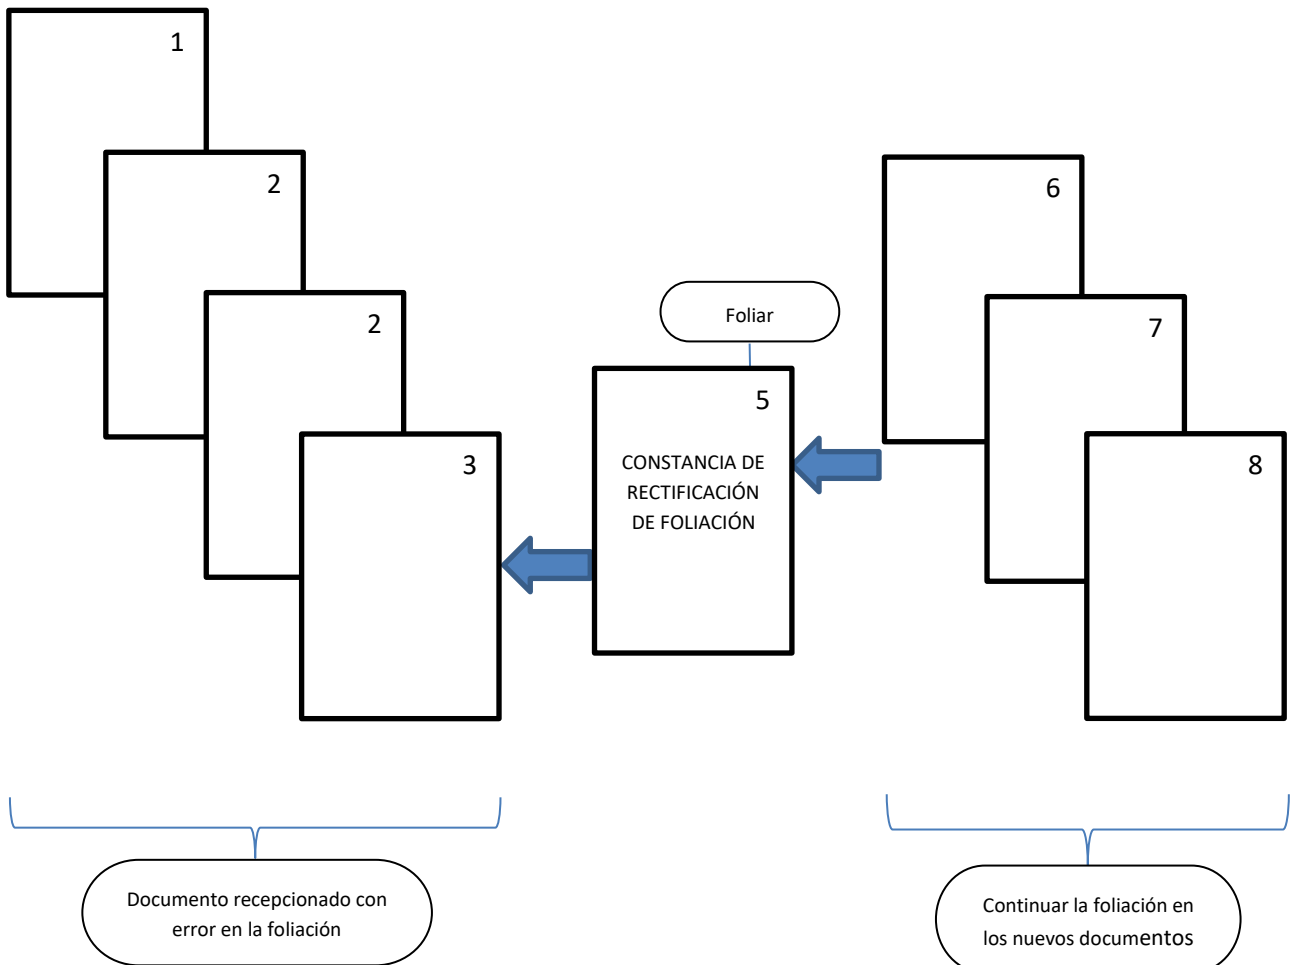 1
2
2
3
Foliar
5
CONSTANCIA DE
RECTIFICACIÓN
DE FOLIACIÓN
6
7
8
Documento recepcionado con
error en la foliación
Continuar la foliación en
los nuevos documentos